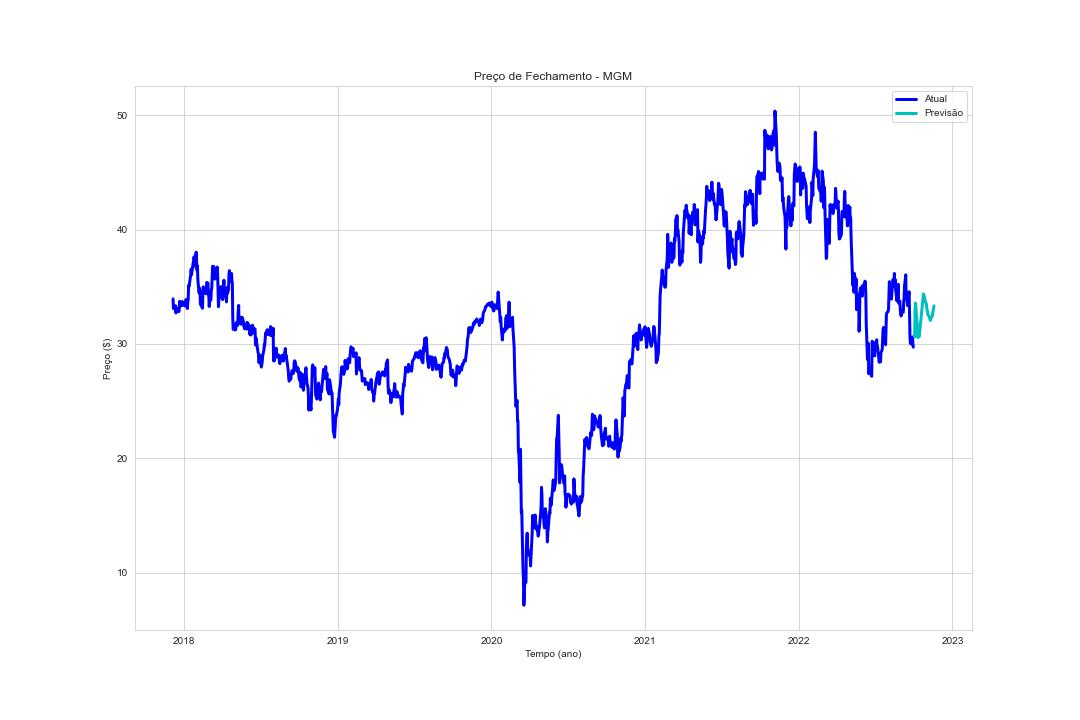 Preço de Fechamento - MGM
Atual
Previsão
50
40
30
20
10
Preço ($)
2018
2019
2020
2021
2022
2023
Tempo (ano)